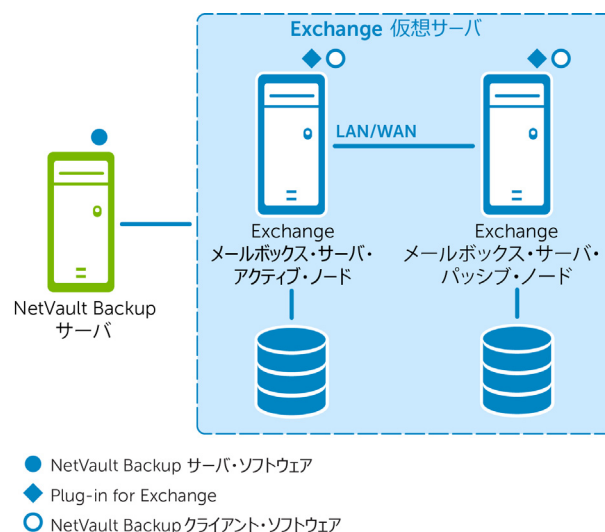 Exchange 仮想サーバ
LAN/WAN
Exchange
メールボックス・サーバ・
アクティブ・ノード
Exchange
メールボックス・サーバ・
パッシブ・ノード
NetVault Backup
サーバ
NetVault Backup サーバ・ソフトウェア
Plug-in for Exchange
NetVault Backup クライアント・ソフトウェア